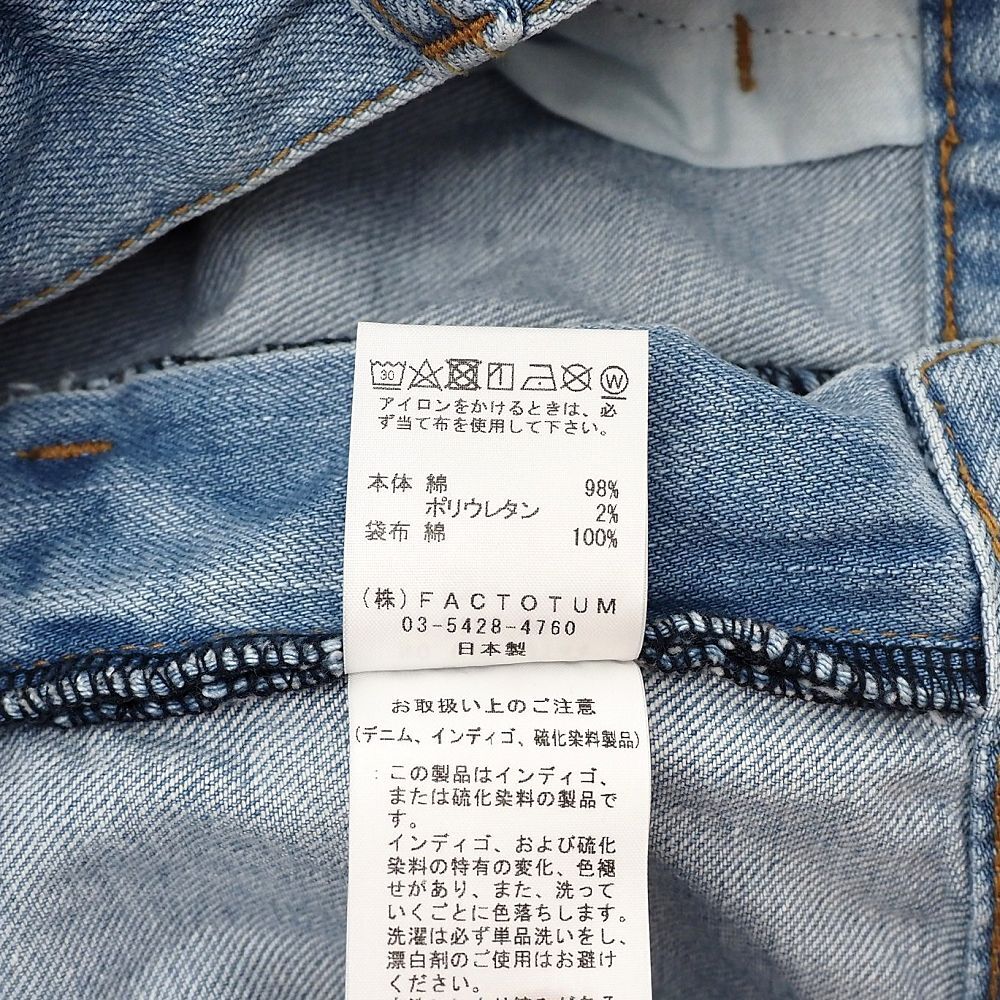 30
W
アイロンをかけるときは、必
ず当て布を使用して下さい。
本体 綿 98%
ポリウレタン 2%
袋布 綿 100%
(株)FACTOTUM
03-5428-4760
日本製
お取扱い上のご注意
(デニム、インディゴ、硫化染料製品)
:この製品はインディゴ、
または硫化染料の製品で
す。
インディゴ、および硫化
染料の特有の変化、色褪
せがあり、また、洗って
いくごとに色落ちします。
洗濯は必ず単品洗いをし、
漂白剤のご使用はお避け
ください。